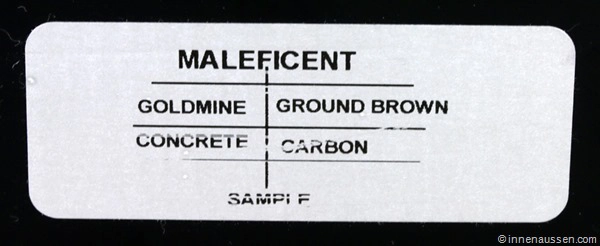 MALEFICENT
GOLDMINE GROUND BROWN
CONCRETE CARBON
SAMPLE
© innenaussen.com